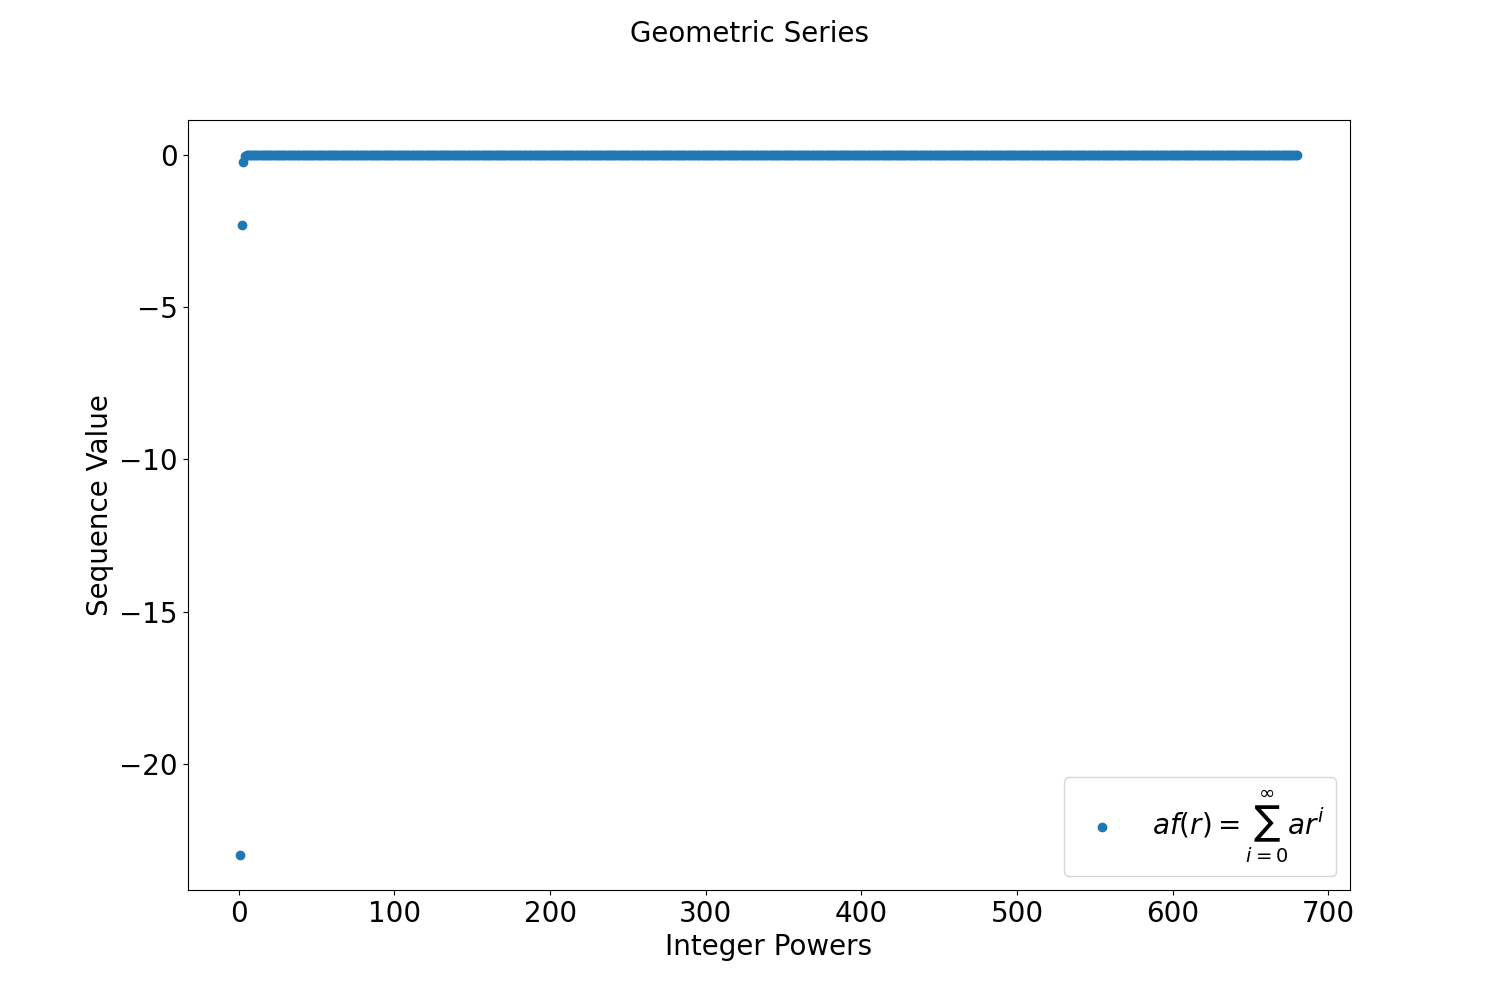 Geometric Series
0
−5
−10
−15
−20
Sequence Value
af(r) = ∑_{i=0}^{∞} ar^i
0 100 200 300 400 500 600 700
Integer Powers